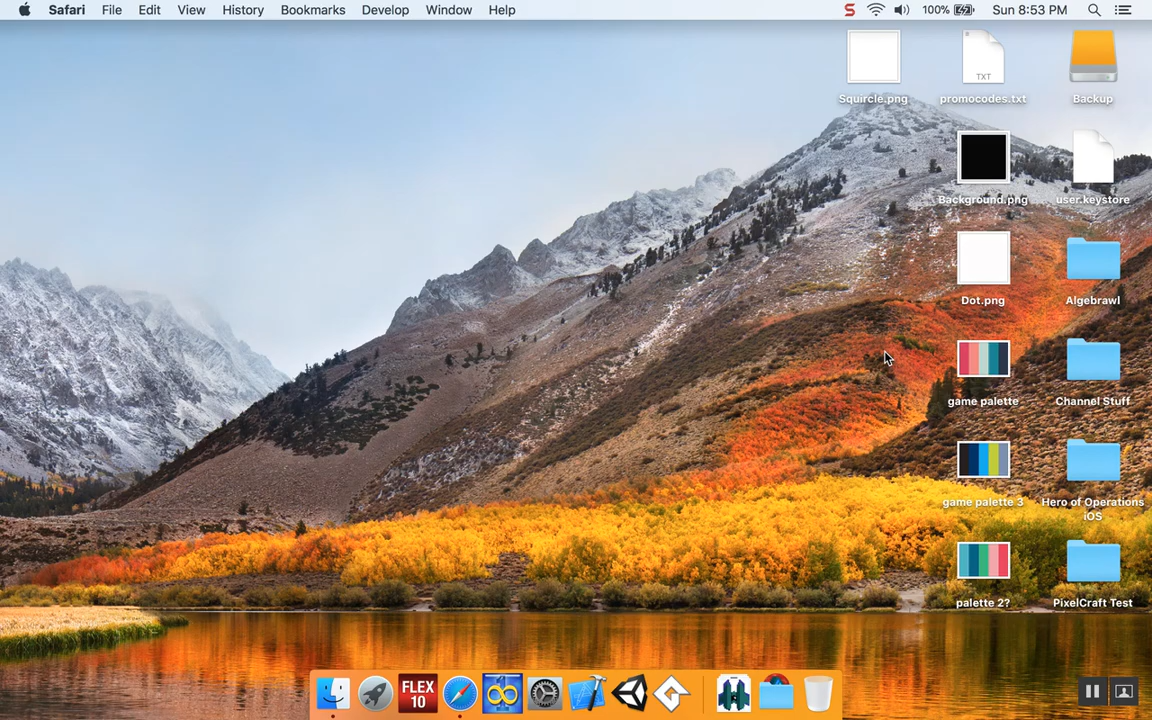 Safari File Edit View History Bookmarks Develop Window Help S 100% Sun 8:53 PM
Squircle.png
TXT
promocodes.txt
Backup
Background.png
user.keystore
Dot.png
Algebrawl
game palette
Channel Stuff
game palette 3
Hero of Operations
iOS
palette 2?
PixelCraft Test
FLEX
10